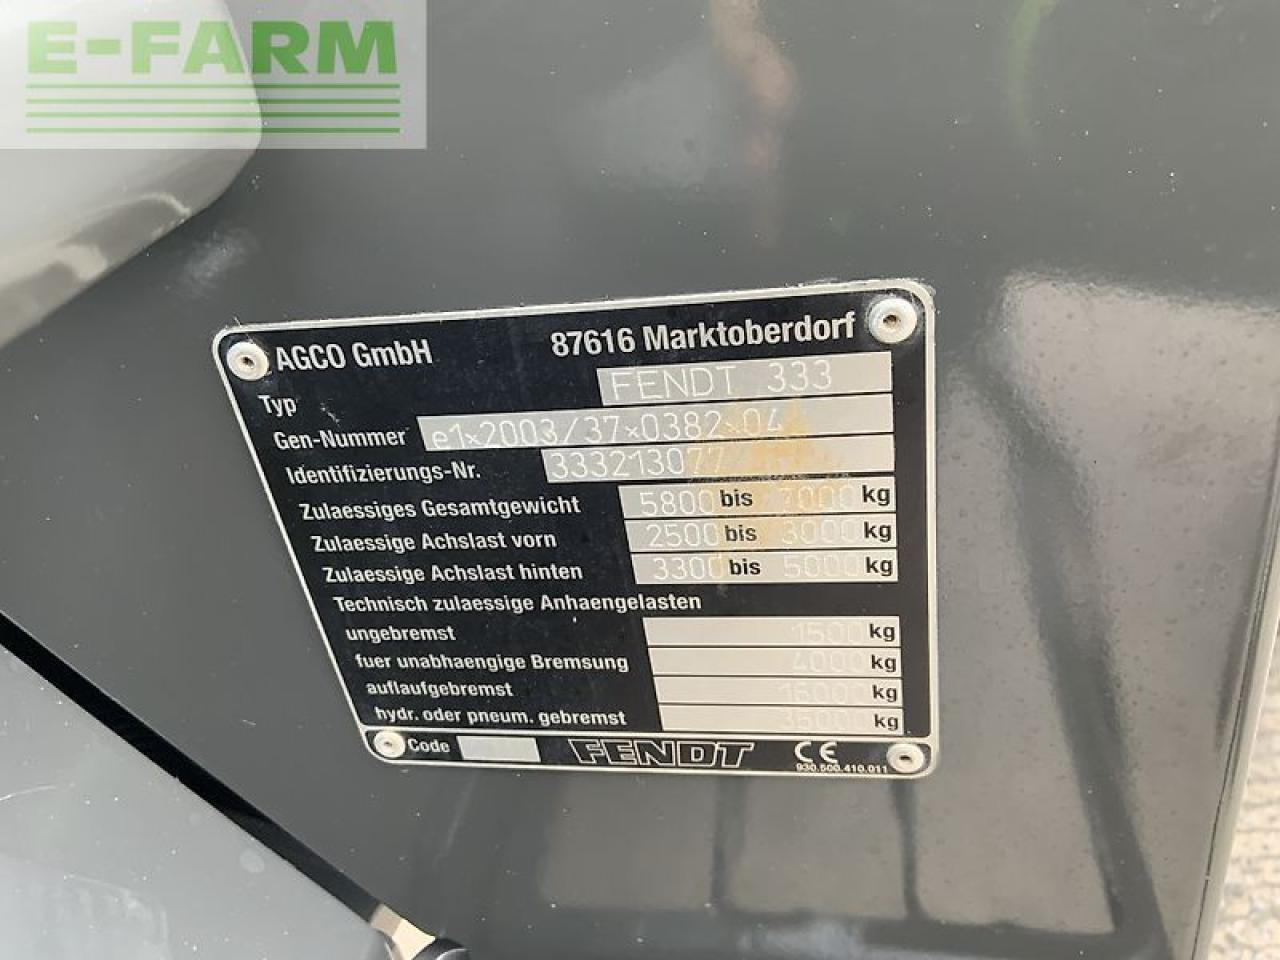 E-FARM
AGCO GmbH 87616 Marktoberdorf
Typ FENDT 333
Gen-Nummer e1*2003/37*0382*04
Identifizierungs-Nr. 333213077
Zulaessiges Gesamtgewicht 5800 bis 7000 kg
Zulaessige Achslast vorn 2500 bis 3000 kg
Zulaessige Achslast hinten 3300 bis 5000 kg
Technisch zulaessige Anhaengelasten
ungebremst 1500 kg
fuer unabhaengige Bremsung 4000 kg
auflaufgebremst 16000 kg
hydr. oder pneum. gebremst 35000 kg
Code FENDT CE
930.500.410.011